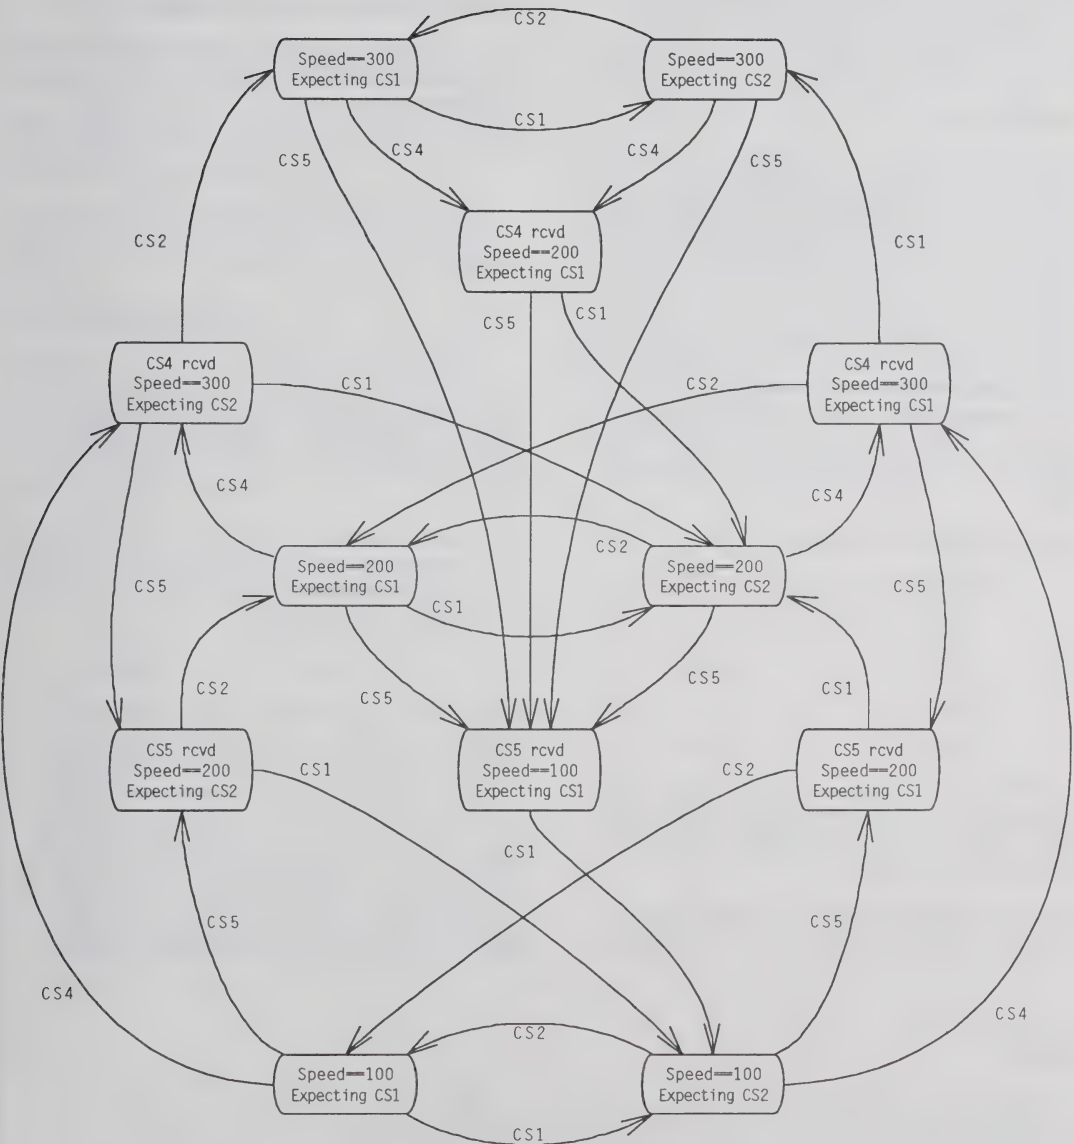 CS2
Speed==300
Expecting CS1
Speed==300
Expecting CS2
CS1
CS5
CS4
CS4
CS5
CS4 rcvd
Speed==200
Expecting CS1
CS2
CS1
CS5
CS1
CS4 rcvd
Speed==300
Expecting CS2
CS1
CS2
CS4 rcvd
Speed==300
Expecting CS1
CS4
CS4
CS2
Speed==200
Expecting CS1
Speed==200
Expecting CS2
CS5
CS1
CS5
CS2
CS5
CS5
CS1
CS5 rcvd
Speed==200
Expecting CS2
CS1
CS5 rcvd
Speed==100
Expecting CS1
CS2
CS5 rcvd
Speed==200
Expecting CS1
CS1
CS5
CS5
CS4
CS4
CS2
Speed==100
Expecting CS1
Speed==100
Expecting CS2
CS1